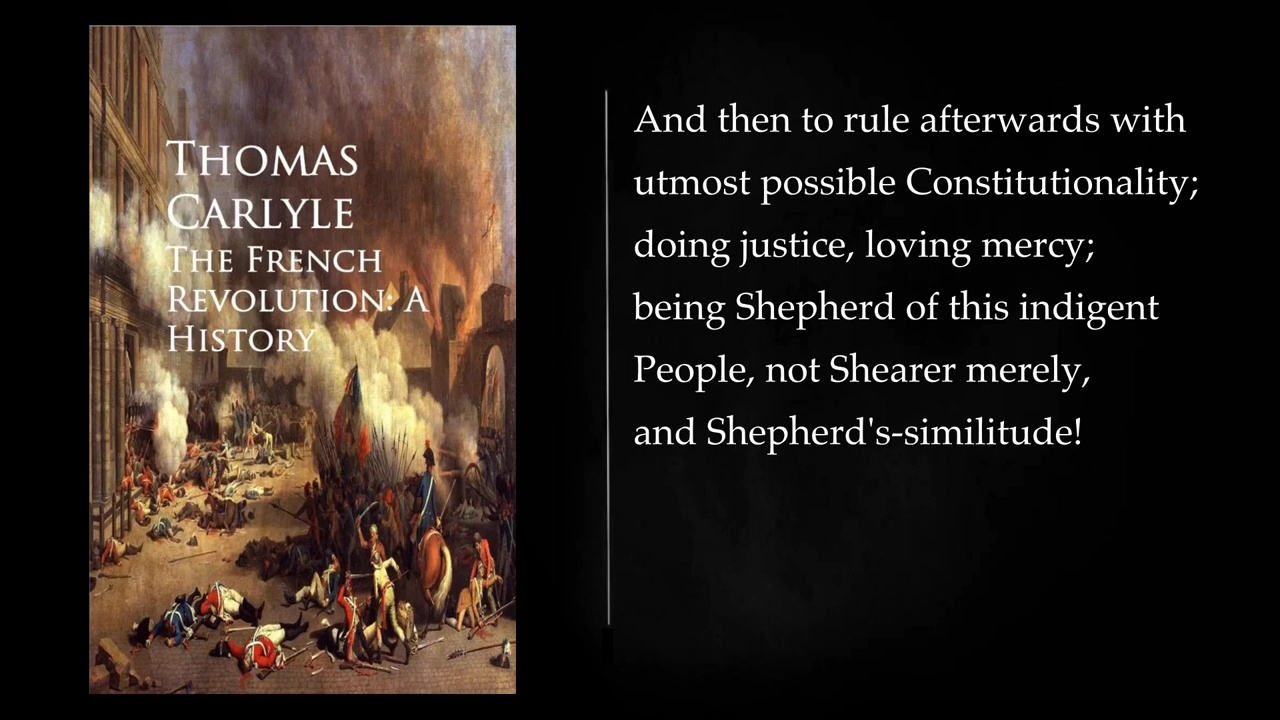 THOMAS
CARLYLE
THE FRENCH
REVOLUTION: A
HISTORY
And then to rule afterwards with
utmost possible Constitutionality;
doing justice, loving mercy;
being Shepherd of this indigent
People, not Shearer merely,
and Shepherd's-similitude!